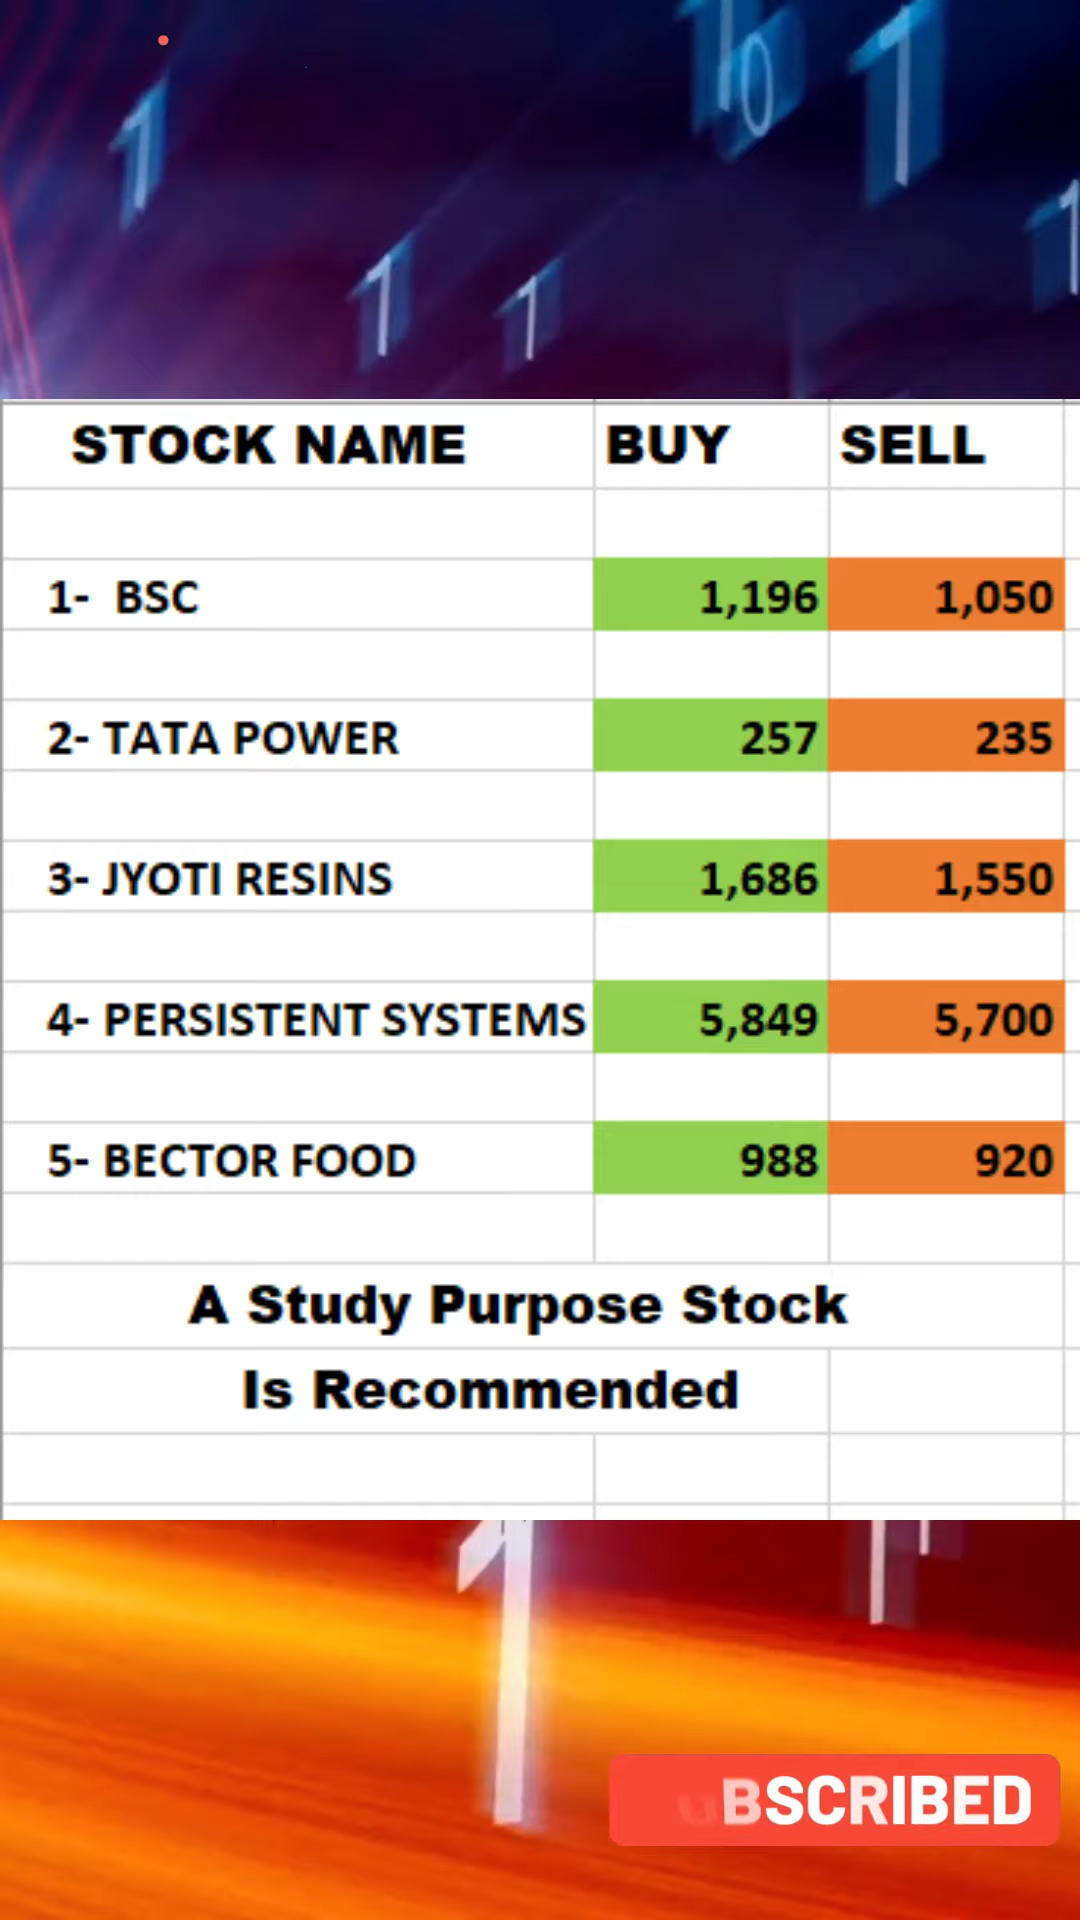 STOCK NAME BUY SELL
1- BSC 1,196 1,050
2- TATA POWER 257 235
3- JYOTI RESINS 1,686 1,550
4- PERSISTENT SYSTEMS 5,849 5,700
5- BECTOR FOOD 988 920
A Study Purpose Stock
Is Recommended
UBSCRIBED